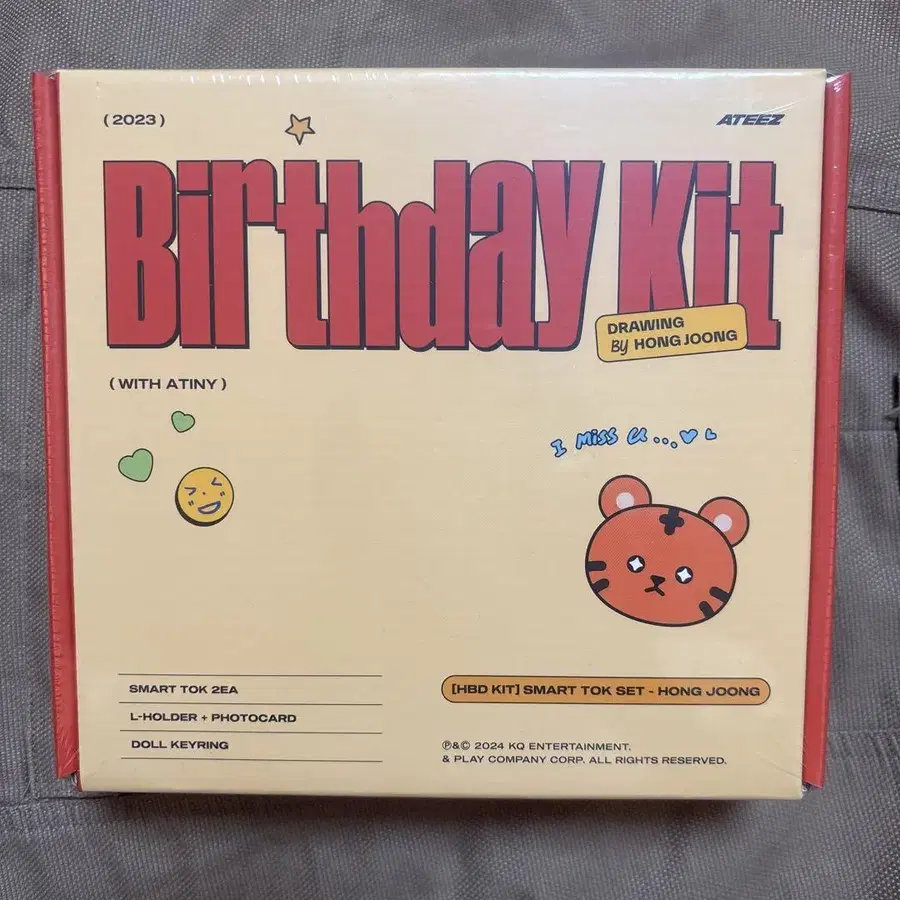 (2023)
ATEEZ
Birthday Kit
DRAWING
By HONG JOONG
(WITH ATINY)
I Miss U...
SMART TOK 2EA
L-HOLDER + PHOTOCARD
DOLL KEYRING
[HBD KIT] SMART TOK SET - HONG JOONG
℗&© 2024 KQ ENTERTAINMENT.
& PLAY COMPANY CORP. ALL RIGHTS RESERVED.